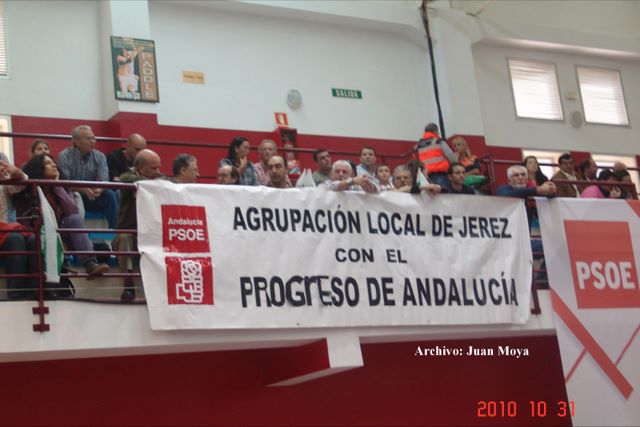 PADDLE
SALIDA
Andalucía
PSOE
AGRUPACIÓN LOCAL DE JEREZ
CON EL
PROGRESO DE ANDALUCÍA
PSOE
Archivo: Juan Moya
2010 10 31